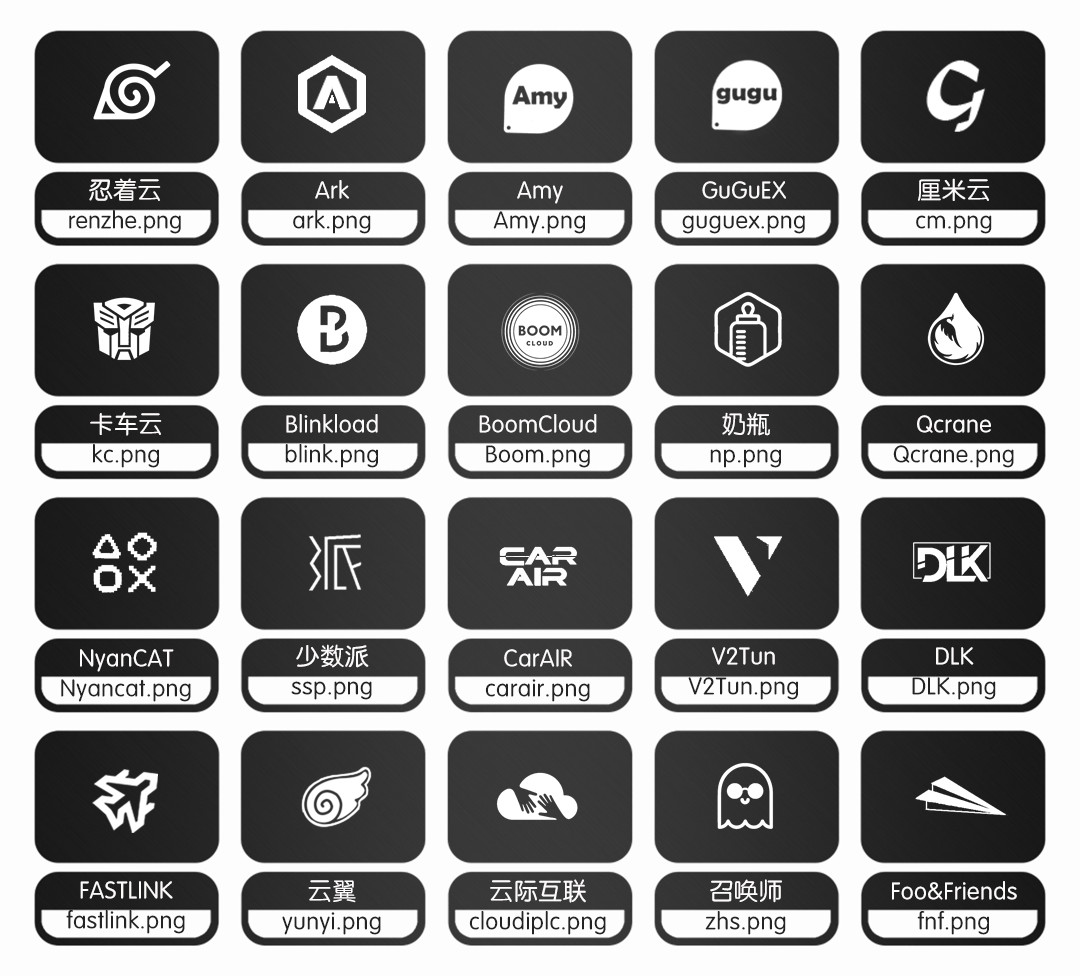 Amy
gugu
忍着云
Ark
Amy
GuGuEX
厘米云
renzhe.png
ark.png
Amy.png
guguex.png
cm.png
BOOM
CLOUD
卡车云
Blinkload
BoomCloud
奶瓶
Qcrane
kc.png
blink.png
Boom.png
np.png
Qcrane.png
派
CAR
AIR
DLK
NyanCAT
少数派
CarAIR
V2Tun
DLK
Nyancat.png
ssp.png
carair.png
V2Tun.png
DLK.png
FASTLINK
云翼
云际互联
召唤师
Foo&Friends
fastlink.png
yunyi.png
cloudiplc.png
zhs.png
fnf.png